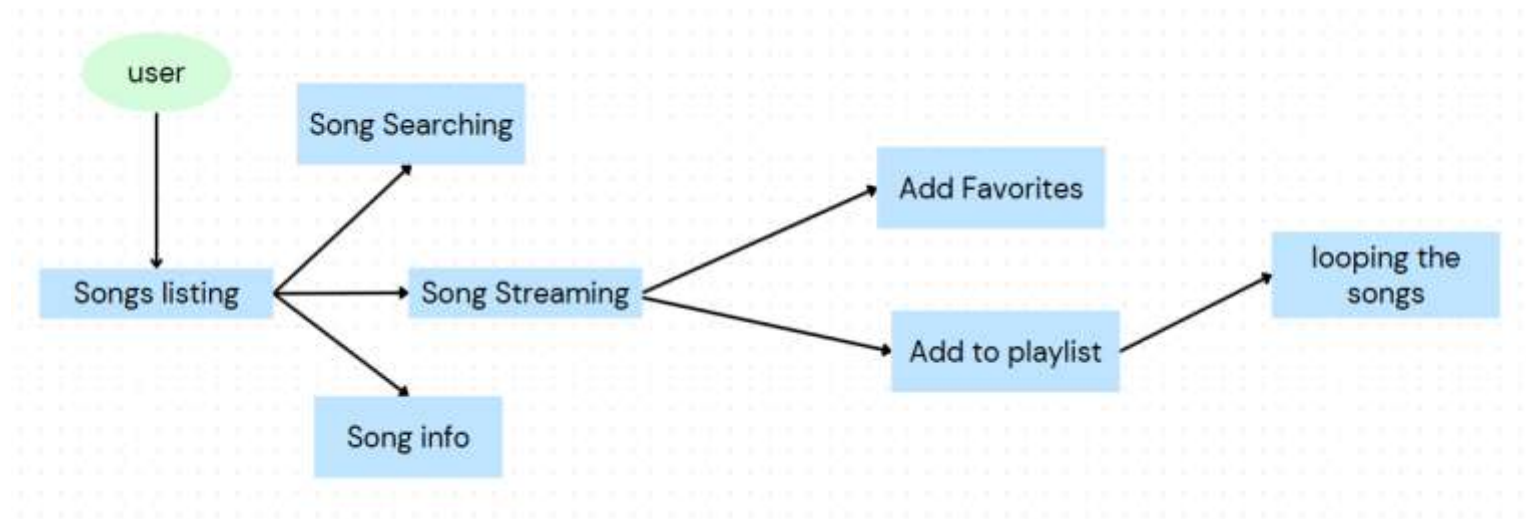 user
Song Searching
Add Favorites
looping the
songs
Songs listing
Song Streaming
Add to playlist
Song info